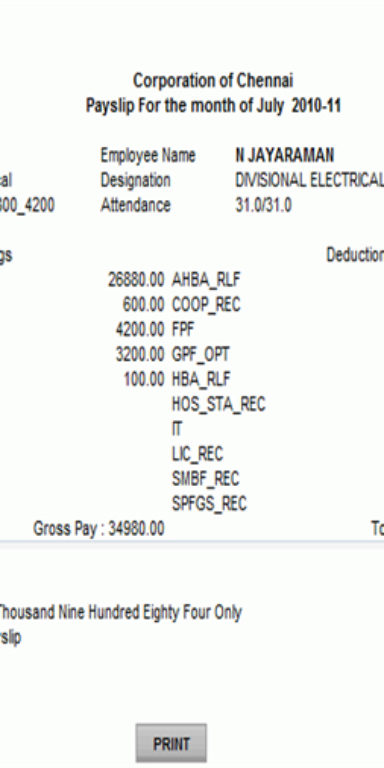 Corporation of Chennai
Payslip For the month of July 2010-11
Employee Name N JAYARAMAN
cal Designation DIVISIONAL ELECTRICAL
300_4200 Attendance 31.0/31.0
gs Deduction
26880.00 AHBA_RLF
600.00 COOP_REC
4200.00 FPF
3200.00 GPF_OPT
100.00 HBA_RLF
HOS_STA_REC
IT
LIC_REC
SMBF_REC
SPFGS_REC
Gross Pay : 34980.00 To
Thousand Nine Hundred Eighty Four Only
yslip
PRINT